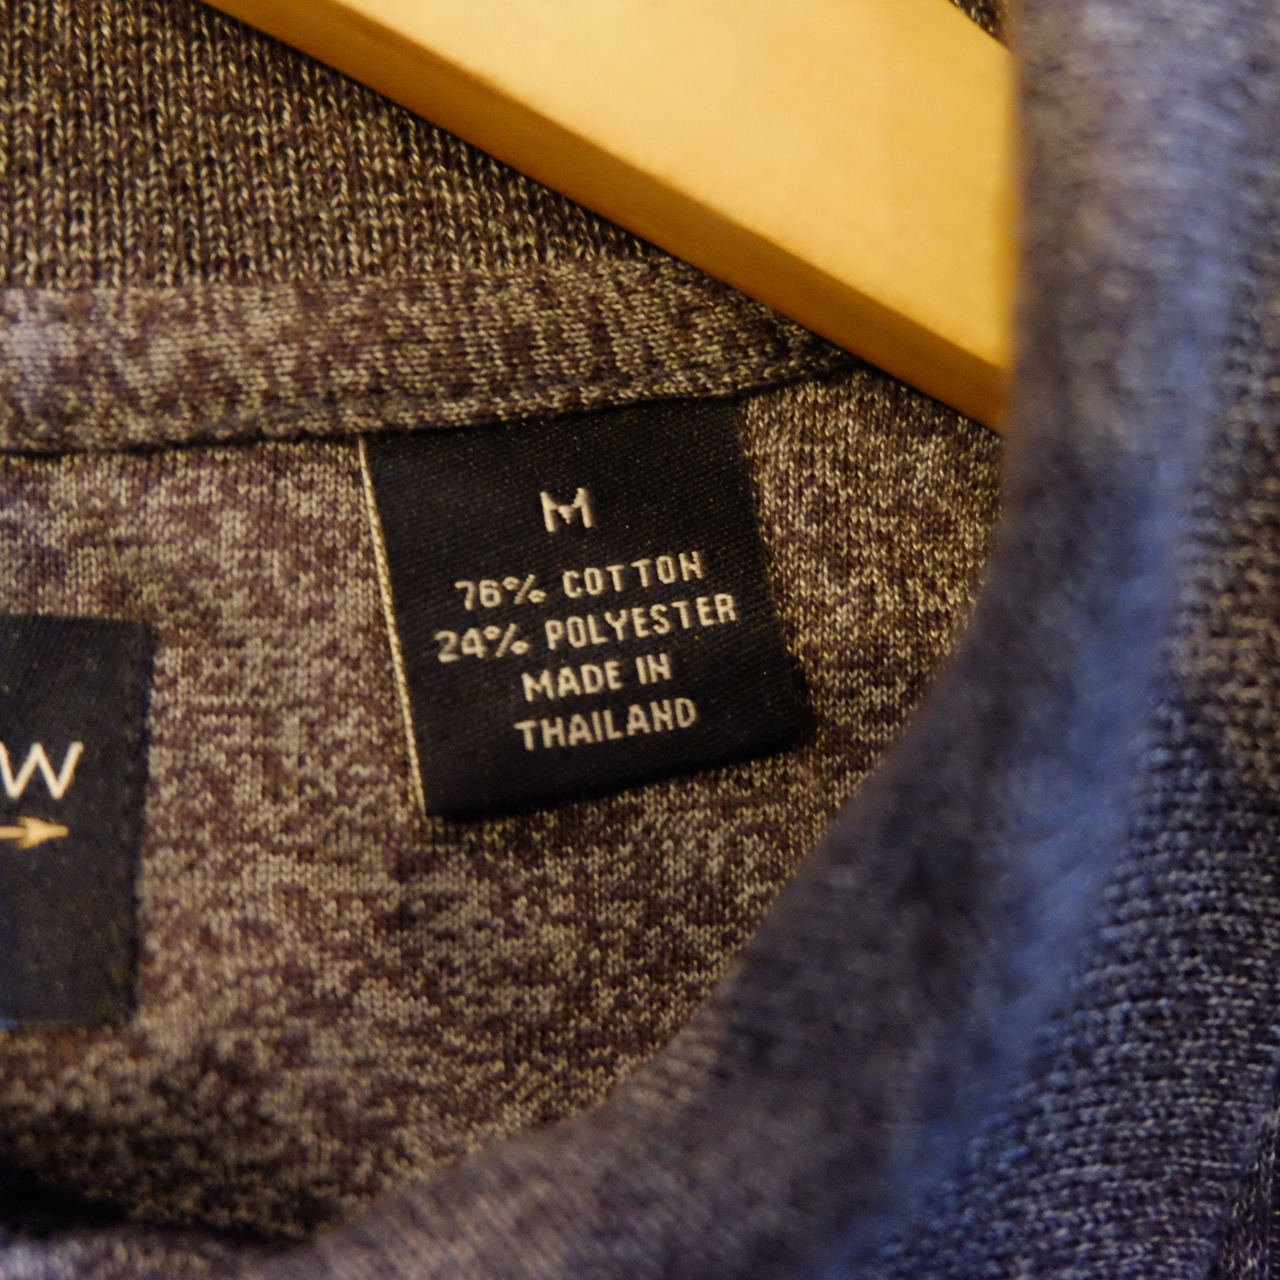 M
76% COTTON
24% POLYESTER
MADE IN
THAILAND
W